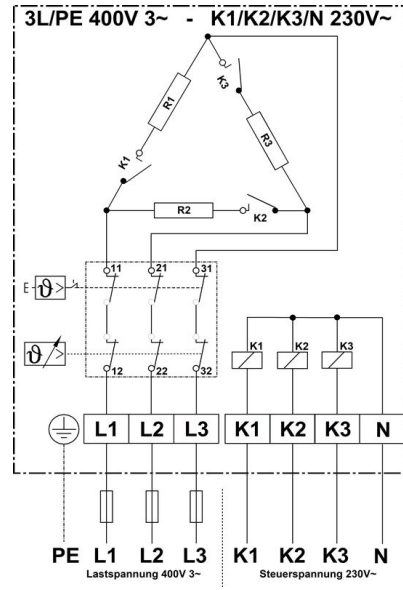 3L/PE 400V 3~ - K1/K2/K3/N 230V~
R1
K3
K1
R3
R2
K2
11 21 31
E ϑ >
ϑ >
K1 K2 K3
12 22 32
L1 L2 L3 K1 K2 K3 N
PE L1 L2 L3 K1 K2 K3 N
Lastspannung 400V 3~ Steuerspannung 230V~